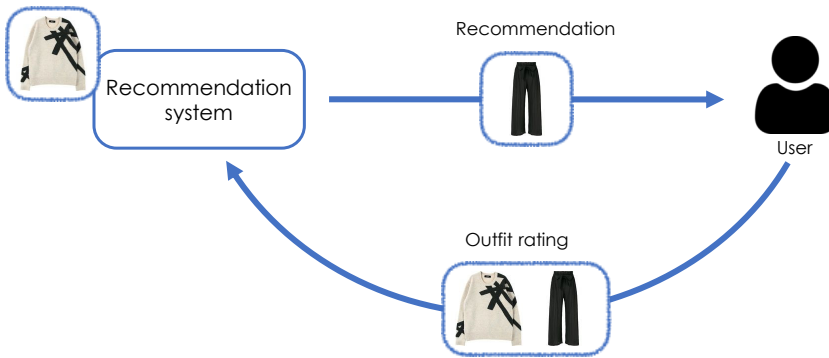 Recommendation
Recommendation
system
User
Outfit rating